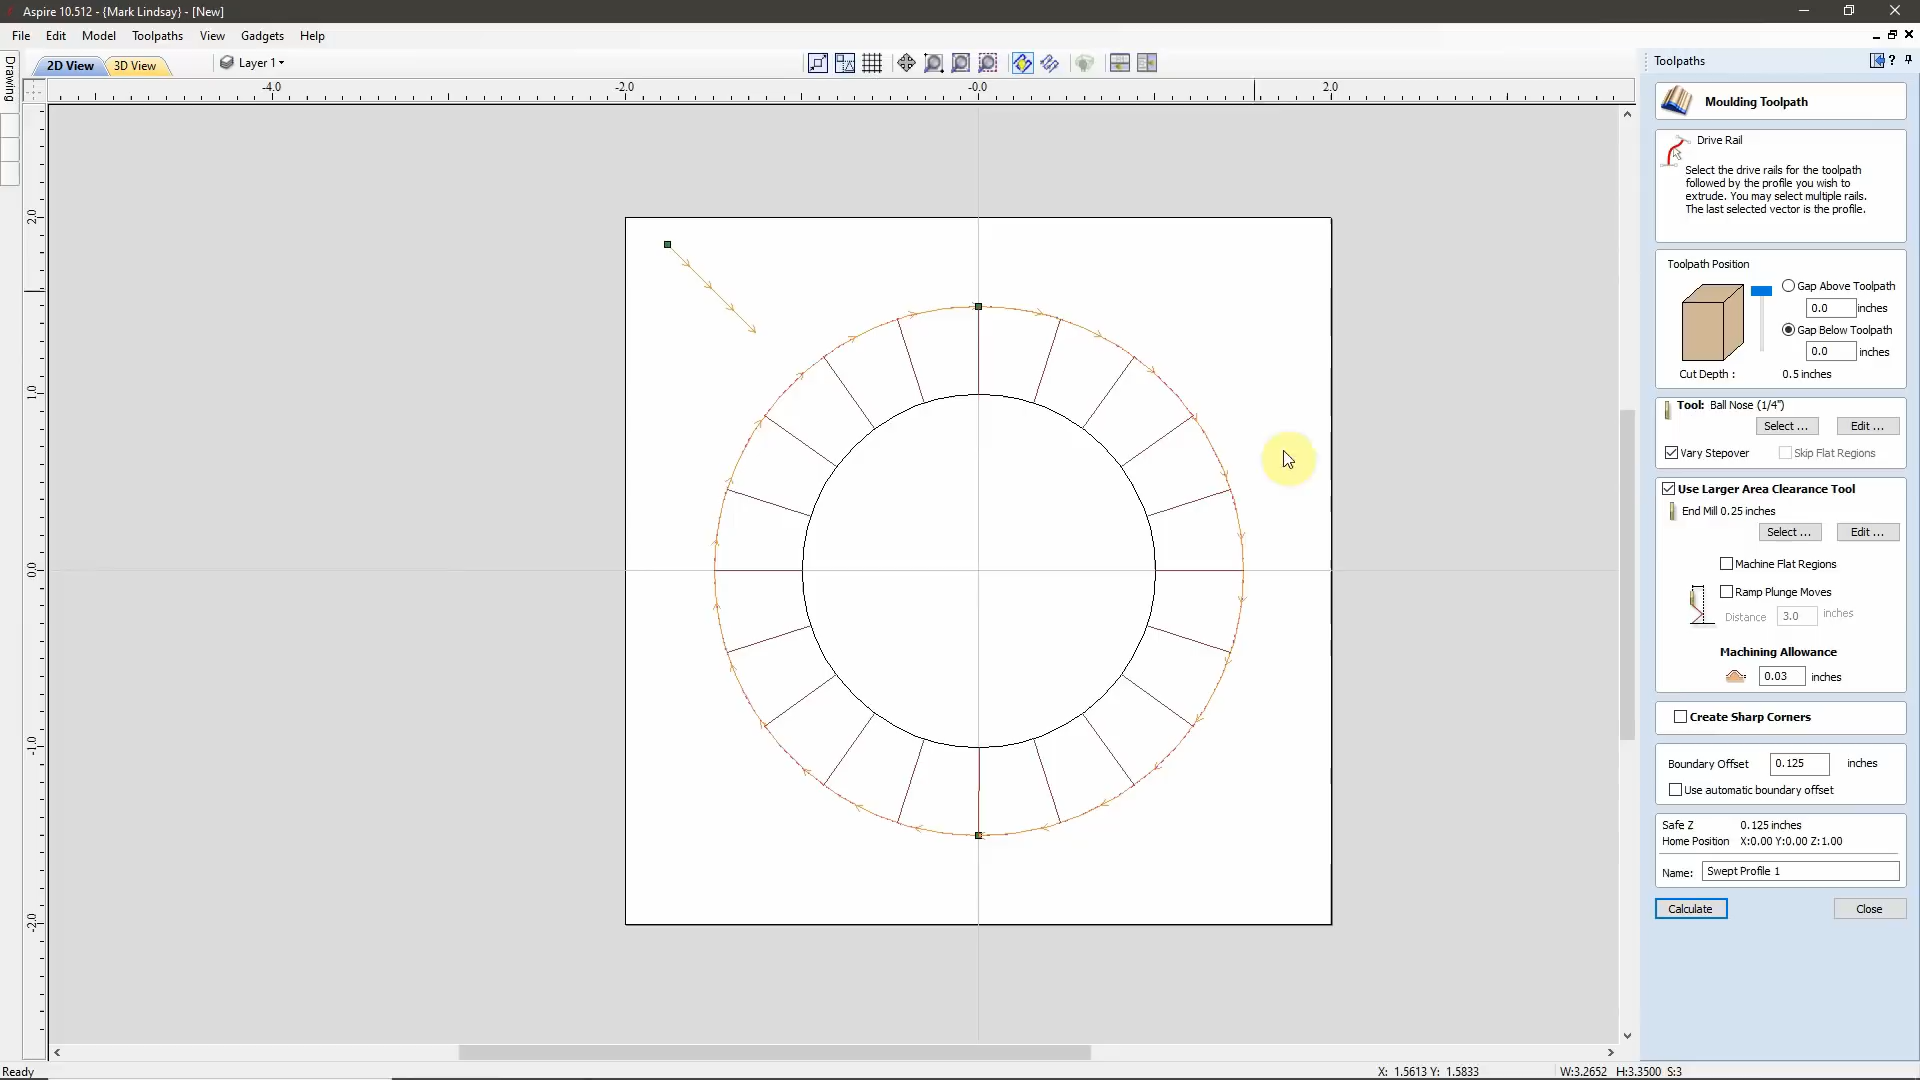 Aspire 10.512 - {Mark Lindsay} - [New]
File Edit Model Toolpaths View Gadgets Help
Drawing
2D View 3D View Layer 1
Toolpaths
-4.0 -2.0 -0.0 2.0
2.0
1.0
0.0
-1.0
-2.0
Moulding Toolpath
Drive Rail
Select the drive rails for the toolpath
followed by the profile you wish to
extrude. You may select multiple rails.
The last selected vector is the profile.
Toolpath Position
Gap Above Toolpath
0.0 inches
Gap Below Toolpath
0.0 inches
Cut Depth : 0.5 inches
Tool: Ball Nose (1/4")
Select ... Edit ...
Vary Stepover Skip Flat Regions
Use Larger Area Clearance Tool
End Mill 0.25 inches
Select ... Edit ...
Machine Flat Regions
Ramp Plunge Moves
Distance 3.0 inches
Machining Allowance
0.03 inches
Create Sharp Corners
Boundary Offset 0.125 inches
Use automatic boundary offset
Safe Z 0.125 inches
Home Position X:0.00 Y:0.00 Z:1.00
Name: Swept Profile 1
Calculate Close
Ready X: 1.5613 Y: 1.5833 W:3.2652 H:3.3500 S:3